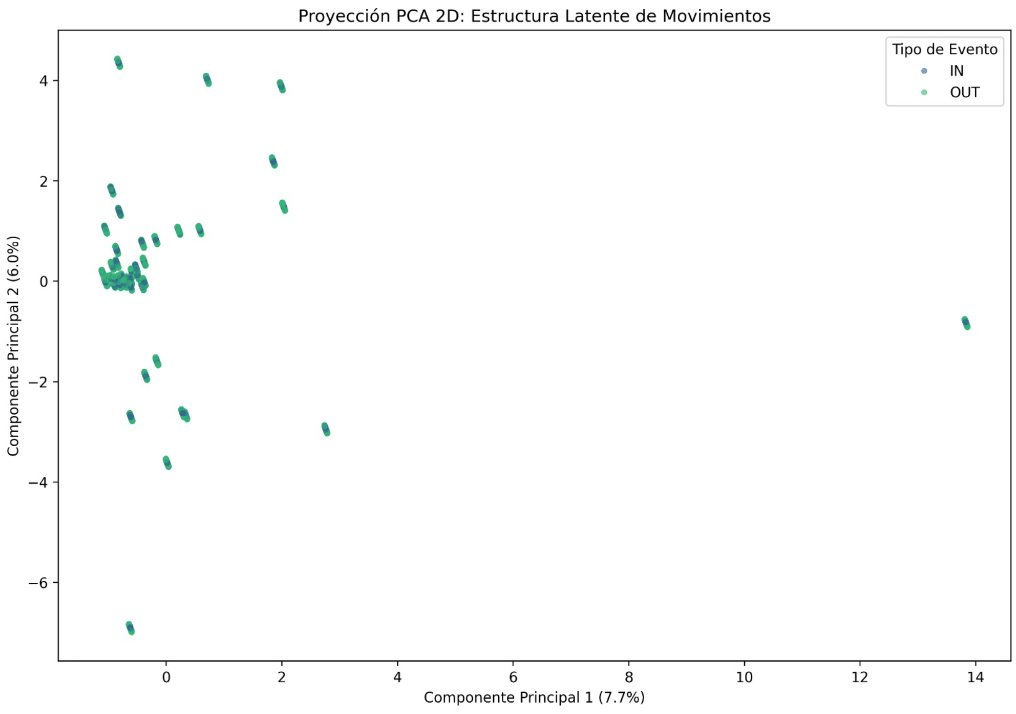 Proyección PCA 2D: Estructura Latente de Movimientos
Tipo de Evento
IN
OUT
Componente Principal 2 (6.0%)
4
2
0
−2
−4
−6
0 2 4 6 8 10 12 14
Componente Principal 1 (7.7%)